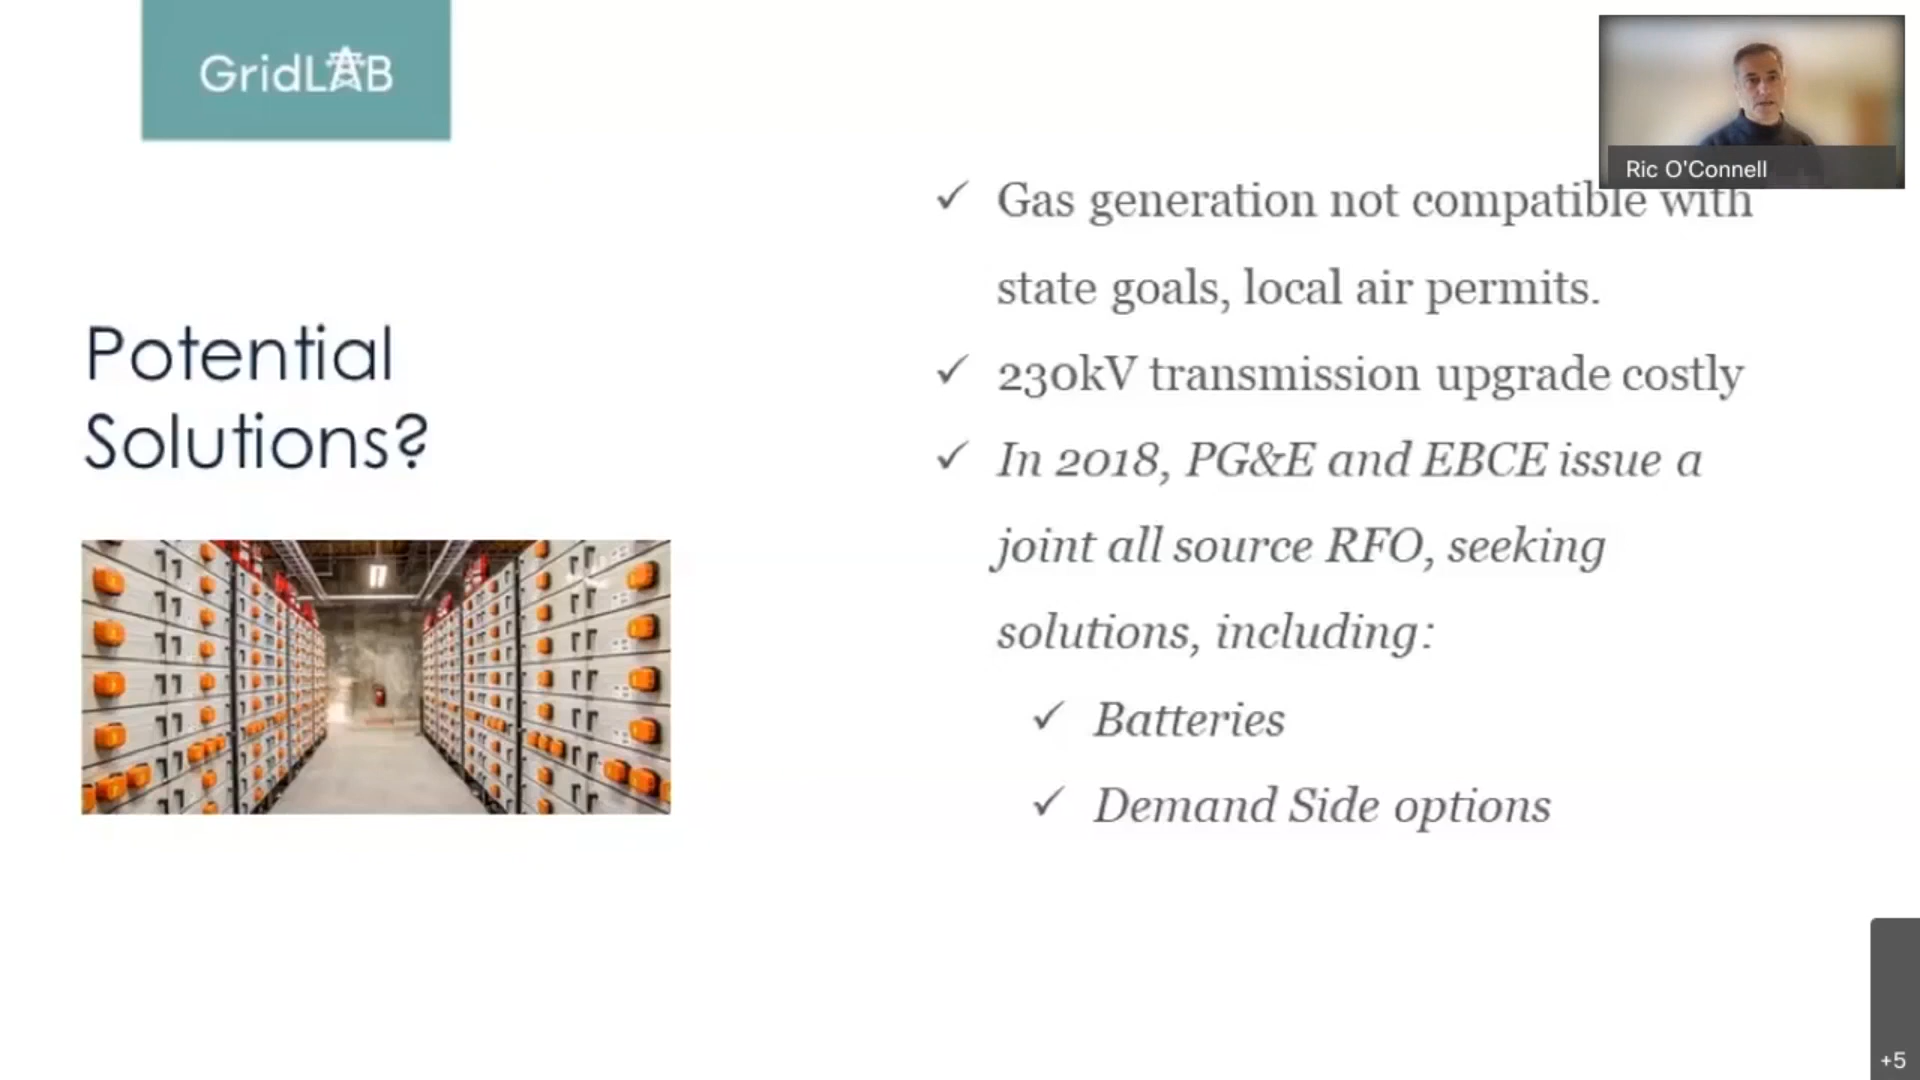 GridLAB
Ric O'Connell
Potential
Solutions?
✓ Gas generation not compatible with
state goals, local air permits.
✓ 230kV transmission upgrade costly
✓ In 2018, PG&E and EBCE issue a
joint all source RFO, seeking
solutions, including:
✓ Batteries
✓ Demand Side options
+5